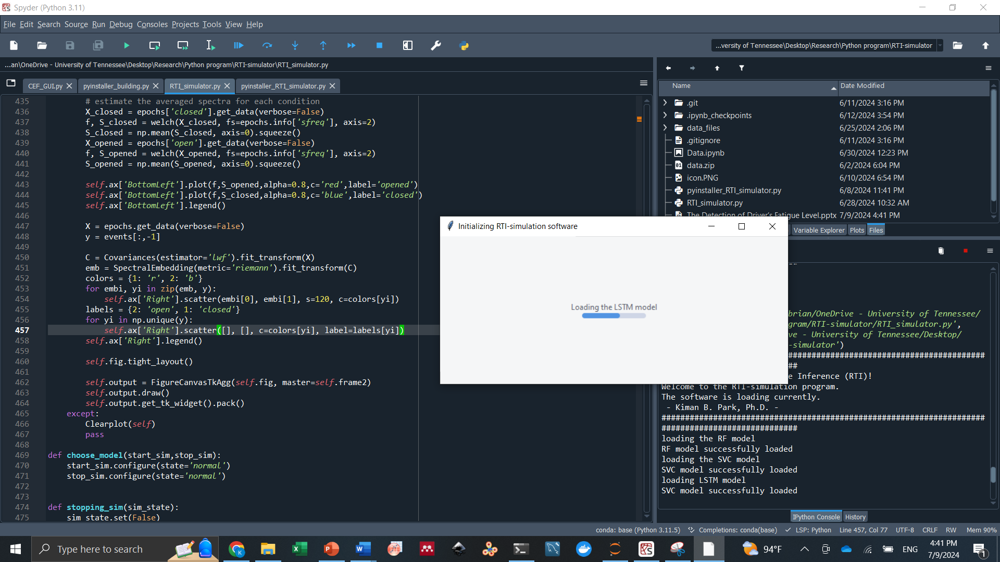 Spyder (Python 3.11)
File Edit Search Source Run Debug Consoles Projects Tools View Help
...versity of Tennessee\Desktop\Research\Python program\RTI-simulator
...an\OneDrive - University of Tennessee\Desktop\Research\Python program\RTI-simulator\RTI_simulator.py
CEF_GUI.py
pyinstaller_building.py
RTI_simulator.py
pyinstaller_RTI_simulator.py
435 # estimate the averaged spectra for each condition
436 X_closed = epochs['closed'].get_data(verbose=False)
437 f, S_closed = welch(X_closed, fs=epochs.info['sfreq'], axis=2)
438 S_closed = np.mean(S_closed, axis=0).squeeze()
439 X_opened = epochs['open'].get_data(verbose=False)
440 f, S_opened = welch(X_opened, fs=epochs.info['sfreq'], axis=2)
441 S_opened = np.mean(S_opened, axis=0).squeeze()
442
443 self.ax['BottomLeft'].plot(f,S_opened,alpha=0.8,c='red',label='opened')
444 self.ax['BottomLeft'].plot(f,S_closed,alpha=0.8,c='blue',label='closed')
445 self.ax['BottomLeft'].legend()
446
447 X = epochs.get_data(verbose=False)
448 y = events[:,-1]
449
450 C = Covariances(estimator='lwf').fit_transform(X)
451 emb = SpectralEmbedding(metric='riemann').fit_transform(C)
452 colors = {1: 'r', 2: 'b'}
453 for embi, yi in zip(emb, y):
454 self.ax['Right'].scatter(embi[0], embi[1], s=120, c=colors[yi])
455 labels = {2: 'open', 1: 'closed'}
456 for yi in np.unique(y):
457 self.ax['Right'].scatter([], [], c=colors[yi], label=labels[yi])
458 self.ax['Right'].legend()
459
460 self.fig.tight_layout()
461
462 self.output = FigureCanvasTkAgg(self.fig, master=self.frame2)
463 self.output.draw()
464 self.output.get_tk_widget().pack()
465 except:
466 Clearplot(self)
467 pass
468
469 def choose_model(start_sim,stop_sim):
470 start_sim.configure(state='normal')
471 stop_sim.configure(state='normal')
472
473
474 def stopping_sim(sim_state):
475 sim_state.set(False)
Name Date Modified
.git 6/11/2024 3:16 PM
.ipynb_checkpoints 6/12/2024 3:54 PM
data_files 6/25/2024 2:06 PM
.gitignore 6/11/2024 3:16 PM
Data.ipynb 6/30/2024 12:23 PM
data.zip 6/2/2024 6:04 PM
icon.PNG 6/10/2024 6:54 PM
pyinstaller_RTI_simulator.py 6/8/2024 11:41 PM
RTI_simulator.py 6/28/2024 10:32 AM
The Detection of Driver's Fatigue Level.pptx 7/9/2024 4:41 PM
Variable Explorer Plots Files
Initializing RTI-simulation software
Loading the LSTM model
brian/OneDrive - University of Tennessee/
gram/RTI-simulator/RTI_simulator.py',
ve - University of Tennessee/Desktop/
-simulator')
##########################################
##
e Inference (RTI)!
Welcome to the RTI-simulation program.
The software is loading currently.
- Kiman B. Park, Ph.D. -
#####################################################################
#############################
loading the RF model
RF model successfully loaded
loading the SVC model
SVC model successfully loaded
loading LSTM model
SVC model successfully loaded
IPython Console History
conda: base (Python 3.11.5) Completions: conda(base) LSP: Python Line 457, Col 77 UTF-8 CRLF RW Mem 90%
Type here to search
94°F
ENG
4:41 PM
7/9/2024
1